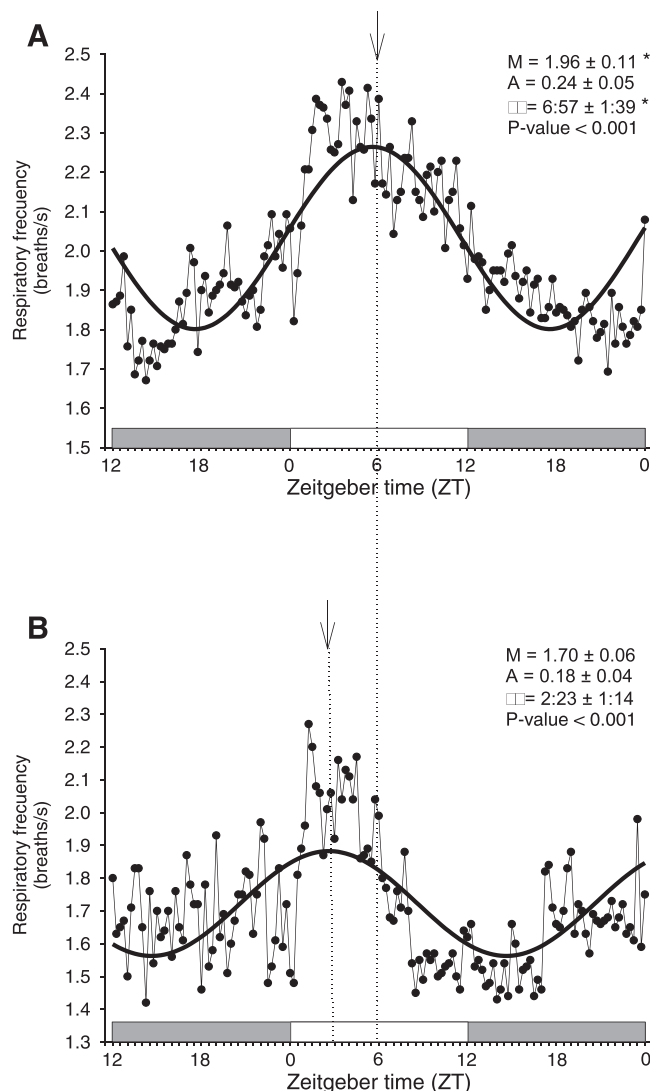 A
M = 1.96 ± 0.11 *
A = 0.24 ± 0.05
□□= 6:57 ± 1:39 *
P-value < 0.001
Respiratory frecuency
(breaths/s)
2.5
2.4
2.3
2.2
2.1
2.0
1.9
1.8
1.7
1.6
1.5
12 18 0 6 12 18 0
Zeitgeber time (ZT)
B
M = 1.70 ± 0.06
A = 0.18 ± 0.04
□□= 2:23 ± 1:14
P-value < 0.001
Respiratory frecuency
(breaths/s)
2.5
2.4
2.3
2.2
2.1
2.0
1.9
1.8
1.7
1.6
1.5
1.4
1.3
12 18 0 6 12 18 0
Zeitgeber time (ZT)